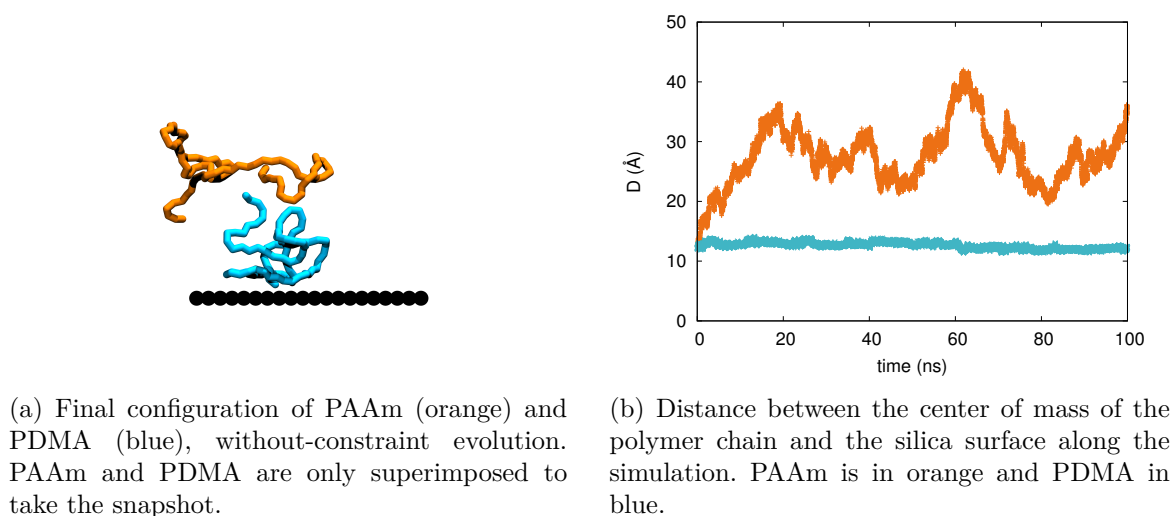 50
40
30
20
10
0
D (Å)
0 20 40 60 80 100
time (ns)
(a) Final configuration of PAAm (orange) and
PDMA (blue), without-constraint evolution.
PAAm and PDMA are only superimposed to
take the snapshot.
(b) Distance between the center of mass of the
polymer chain and the silica surface along the
simulation. PAAm is in orange and PDMA in
blue.